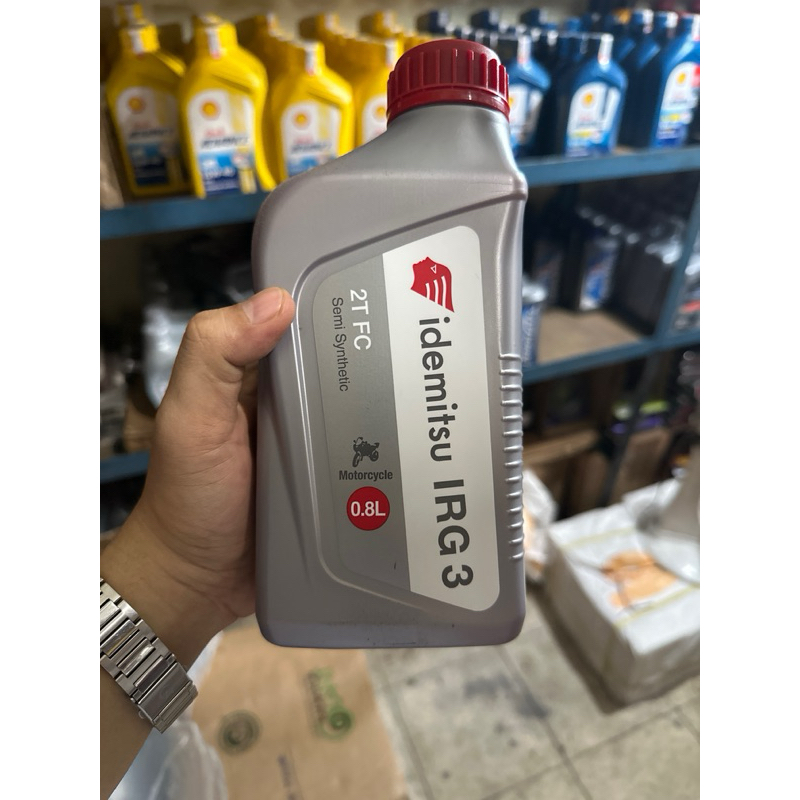 idemitsu IRG 3
2T FC
Semi Synthetic
Motorcycle
0.8L